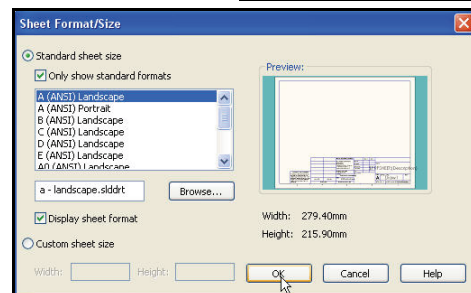 Sheet Format/Size
Standard sheet size
Only show standard formats
A (ANSI) Landscape
A (ANSI) Portrait
B (ANSI) Landscape
C (ANSI) Landscape
D (ANSI) Landscape
E (ANSI) Landscape
A0 (ANSI) Landscape
a - landscape.slddrt
Browse...
Display sheet format
Custom sheet size
Width:
Height:
Preview:
A
Width: 279.40mm
Height: 215.90mm
OK
Cancel
Help